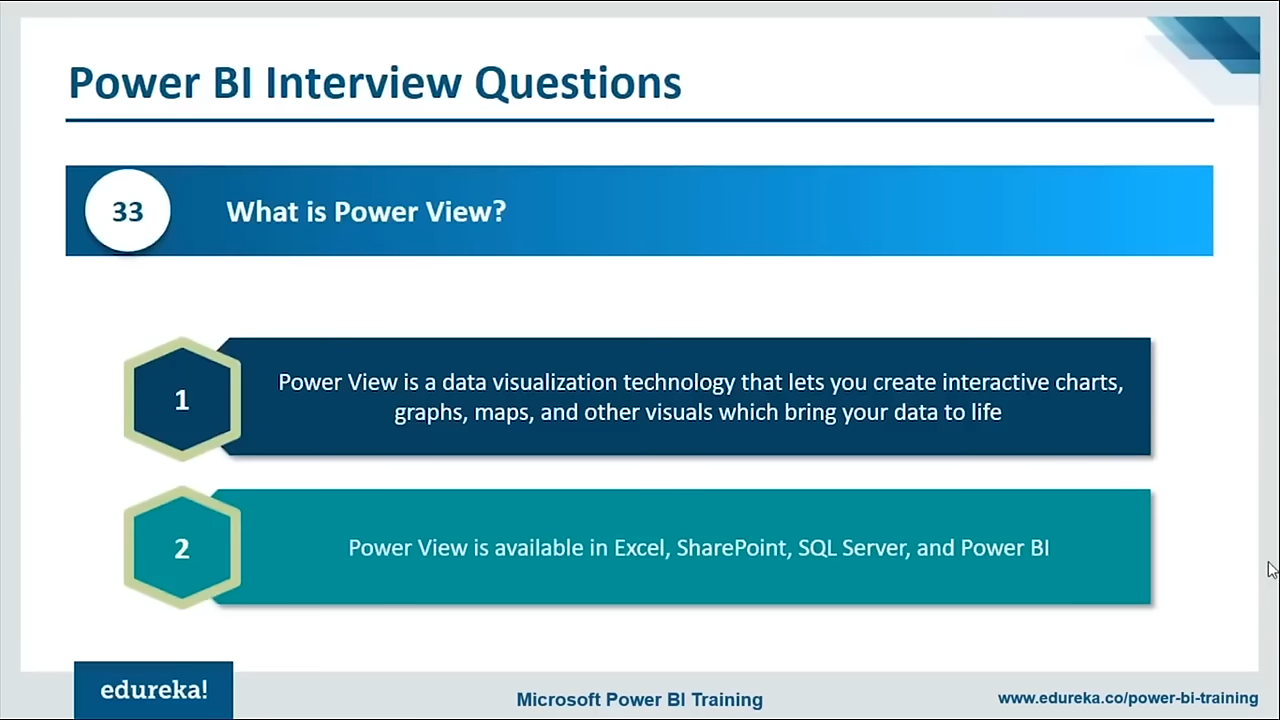 Power BI Interview Questions
33
What is Power View?
1
Power View is a data visualization technology that lets you create interactive charts,
graphs, maps, and other visuals which bring your data to life
2
Power View is available in Excel, SharePoint, SQL Server, and Power BI
edureka!
Microsoft Power BI Training
www.edureka.co/power-bi-training